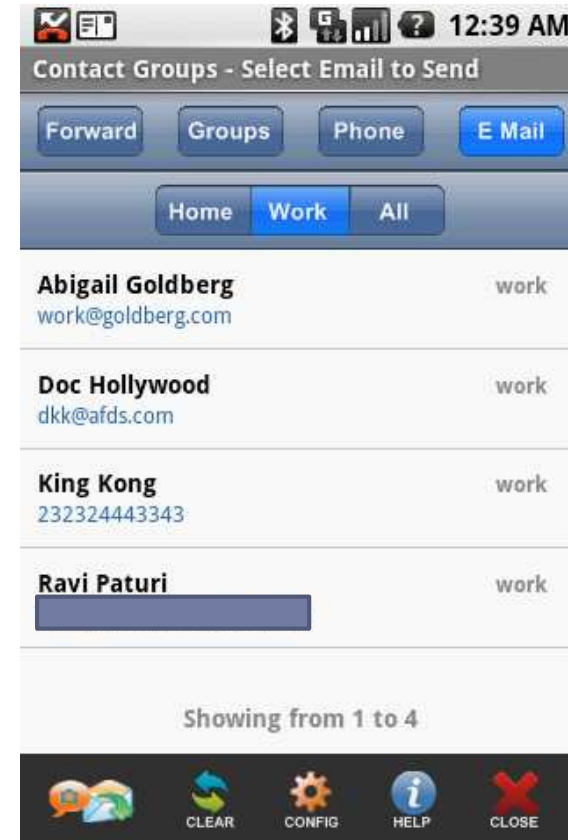 12:39 AM
Contact Groups - Select Email to Send
Forward Groups Phone E Mail
Home Work All
Abigail Goldberg work
work@goldberg.com
Doc Hollywood work
dkk@afds.com
King Kong work
232324443343
Ravi Paturi work
Showing from 1 to 4
CLEAR CONFIG HELP CLOSE